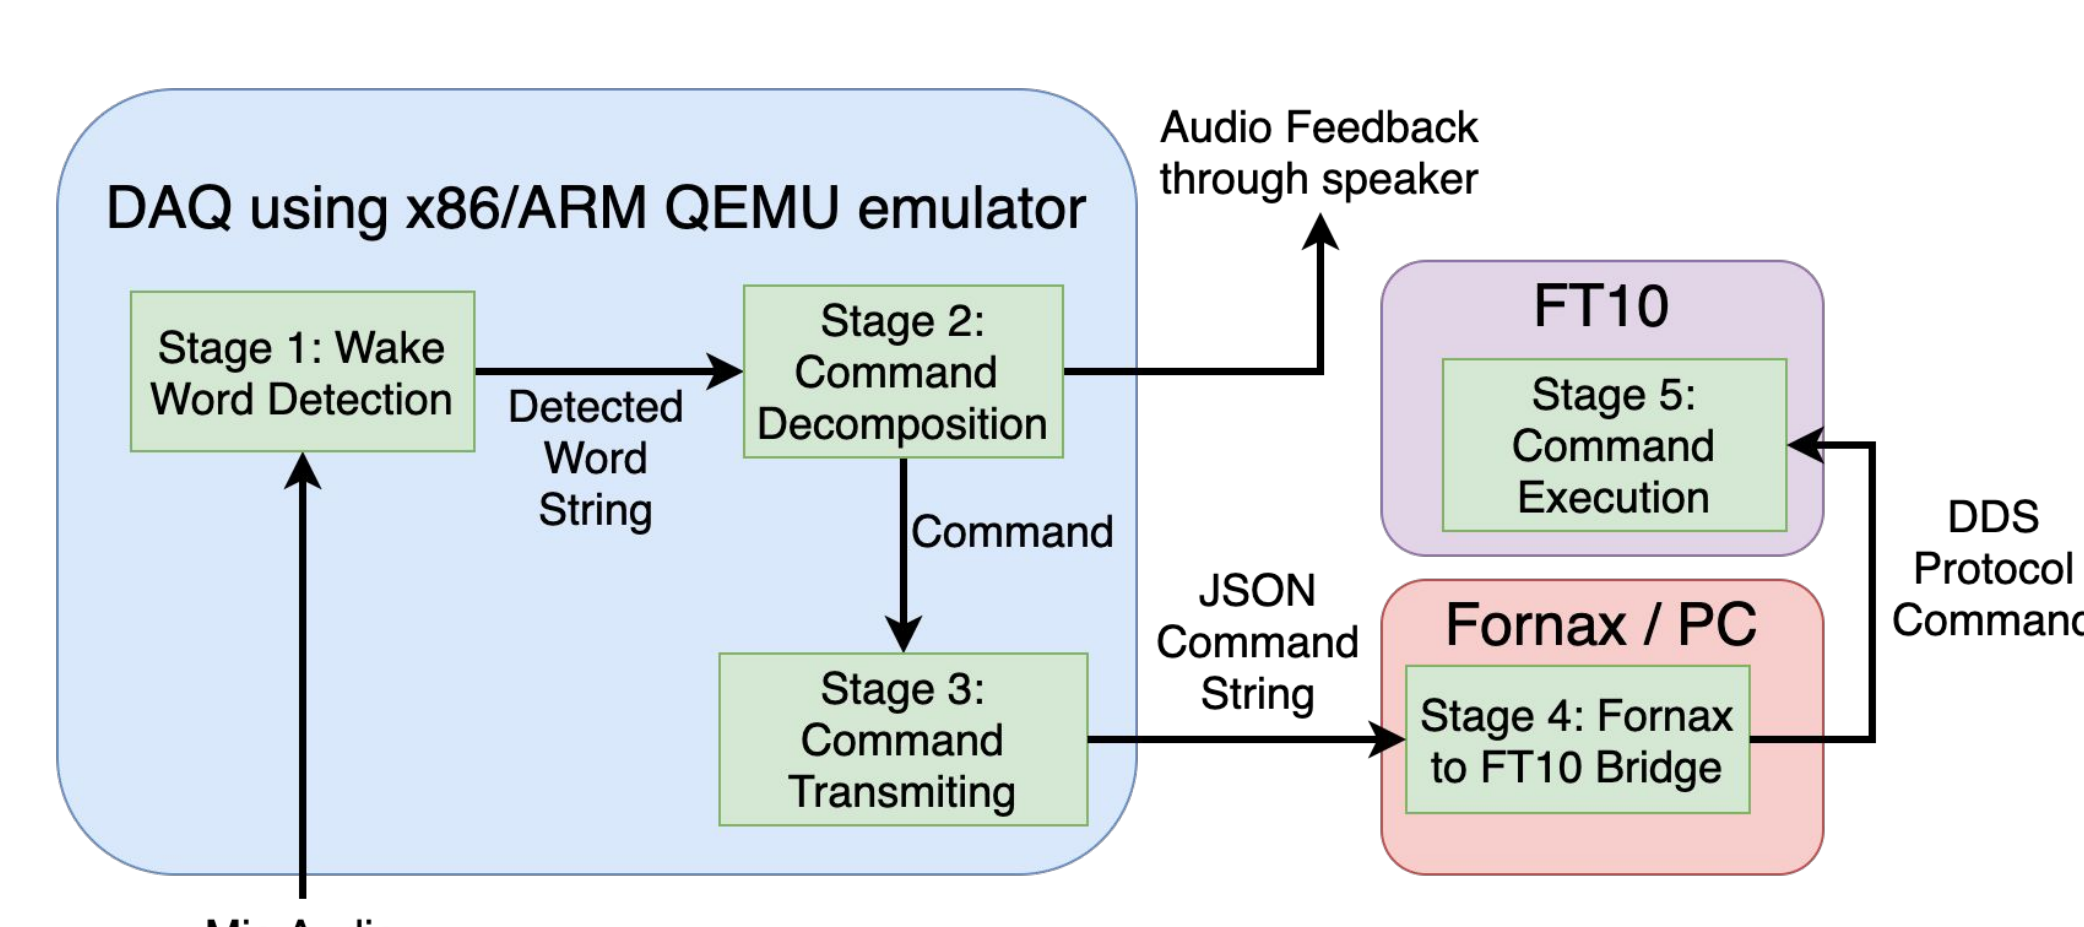 DAQ using x86/ARM QEMU emulator
Stage 1: Wake
Word Detection
Detected
Word
String
Stage 2:
Command
Decomposition
Audio Feedback
through speaker
Command
Stage 3:
Command
Transmiting
JSON
Command
String
FT10
Stage 5:
Command
Execution
Fornax / PC
Stage 4: Fornax
to FT10 Bridge
DDS
Protocol
Command